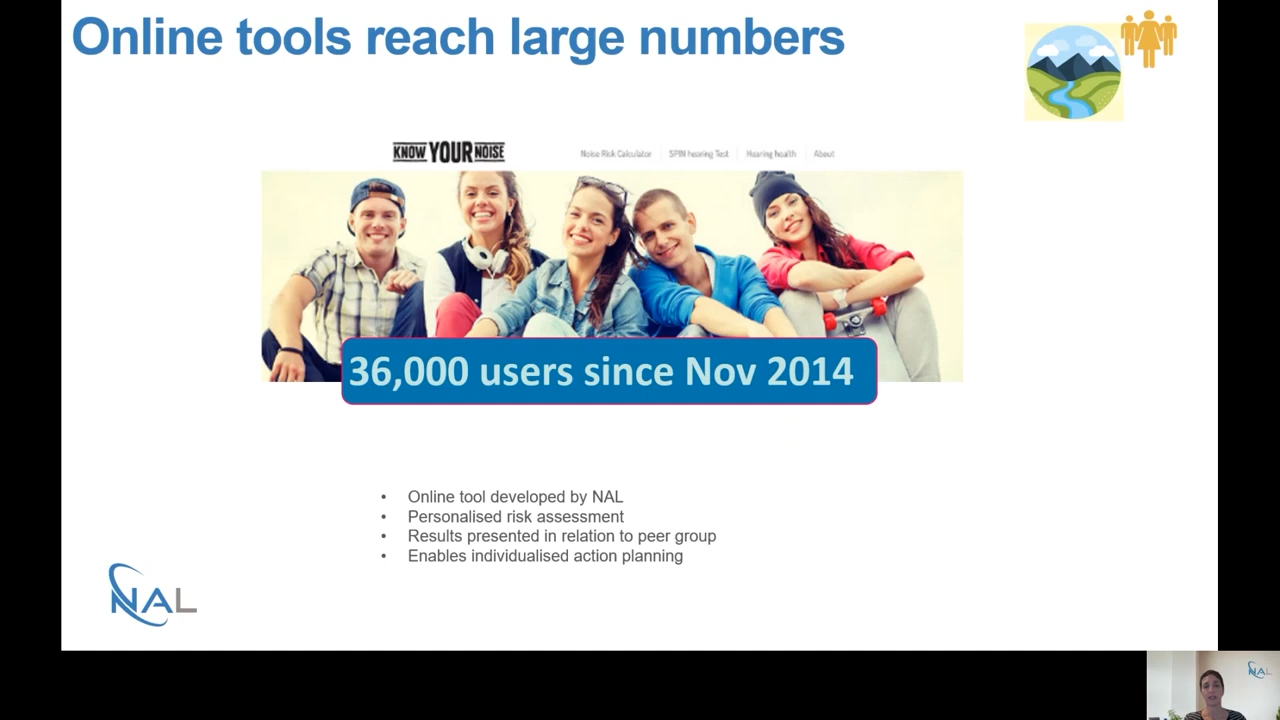 Online tools reach large numbers
KNOW YOUR NOISE
Noise Risk Calculator
SPIN hearing Test
Hearing health
About
36,000 users since Nov 2014
• Online tool developed by NAL
• Personalised risk assessment
• Results presented in relation to peer group
• Enables individualised action planning
NAL
NAL